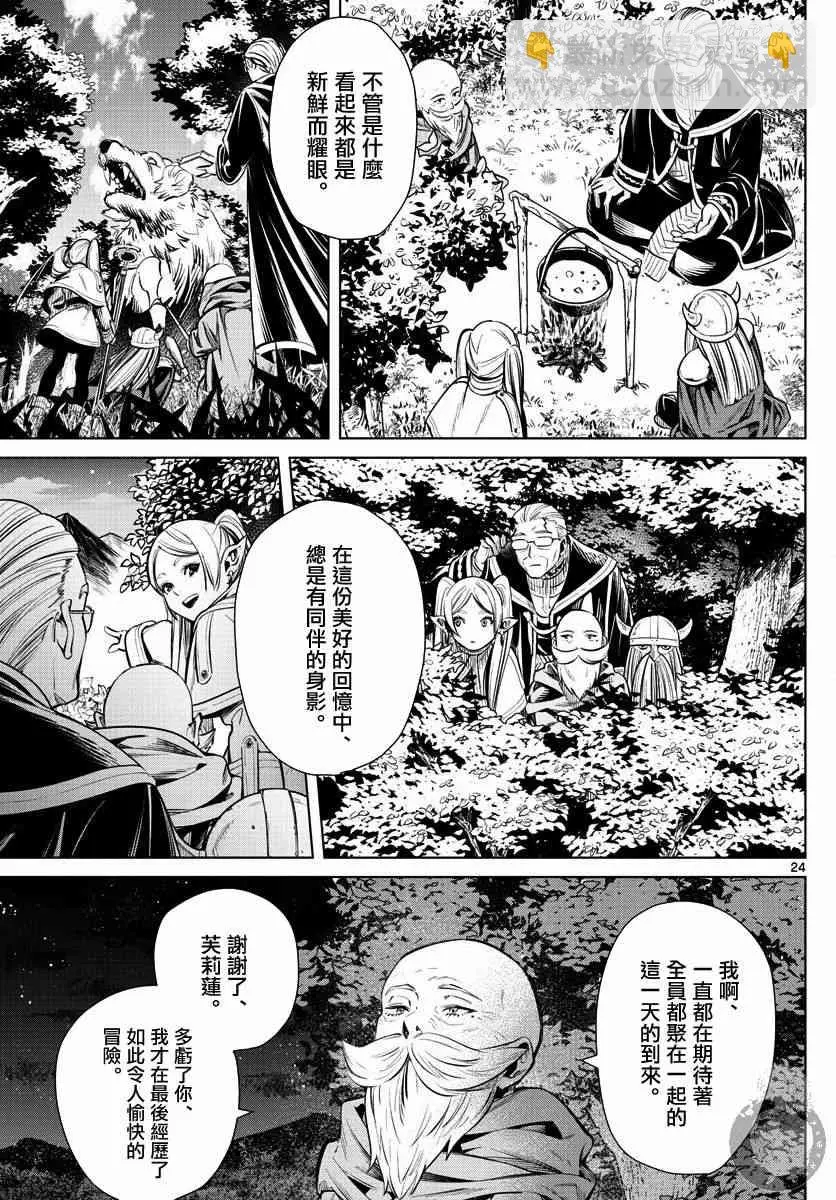 不管是什麼
看起來都是
新鮮而耀眼。
在這份美好的回憶中、
總是有同伴的身影。
24
我啊、
一直都在期待著
全員都聚在一起的
這一天的到來。
謝謝了、
芙莉蓮。
多虧了你、
我才在最後經歷了
如此令人愉快的
冒險。